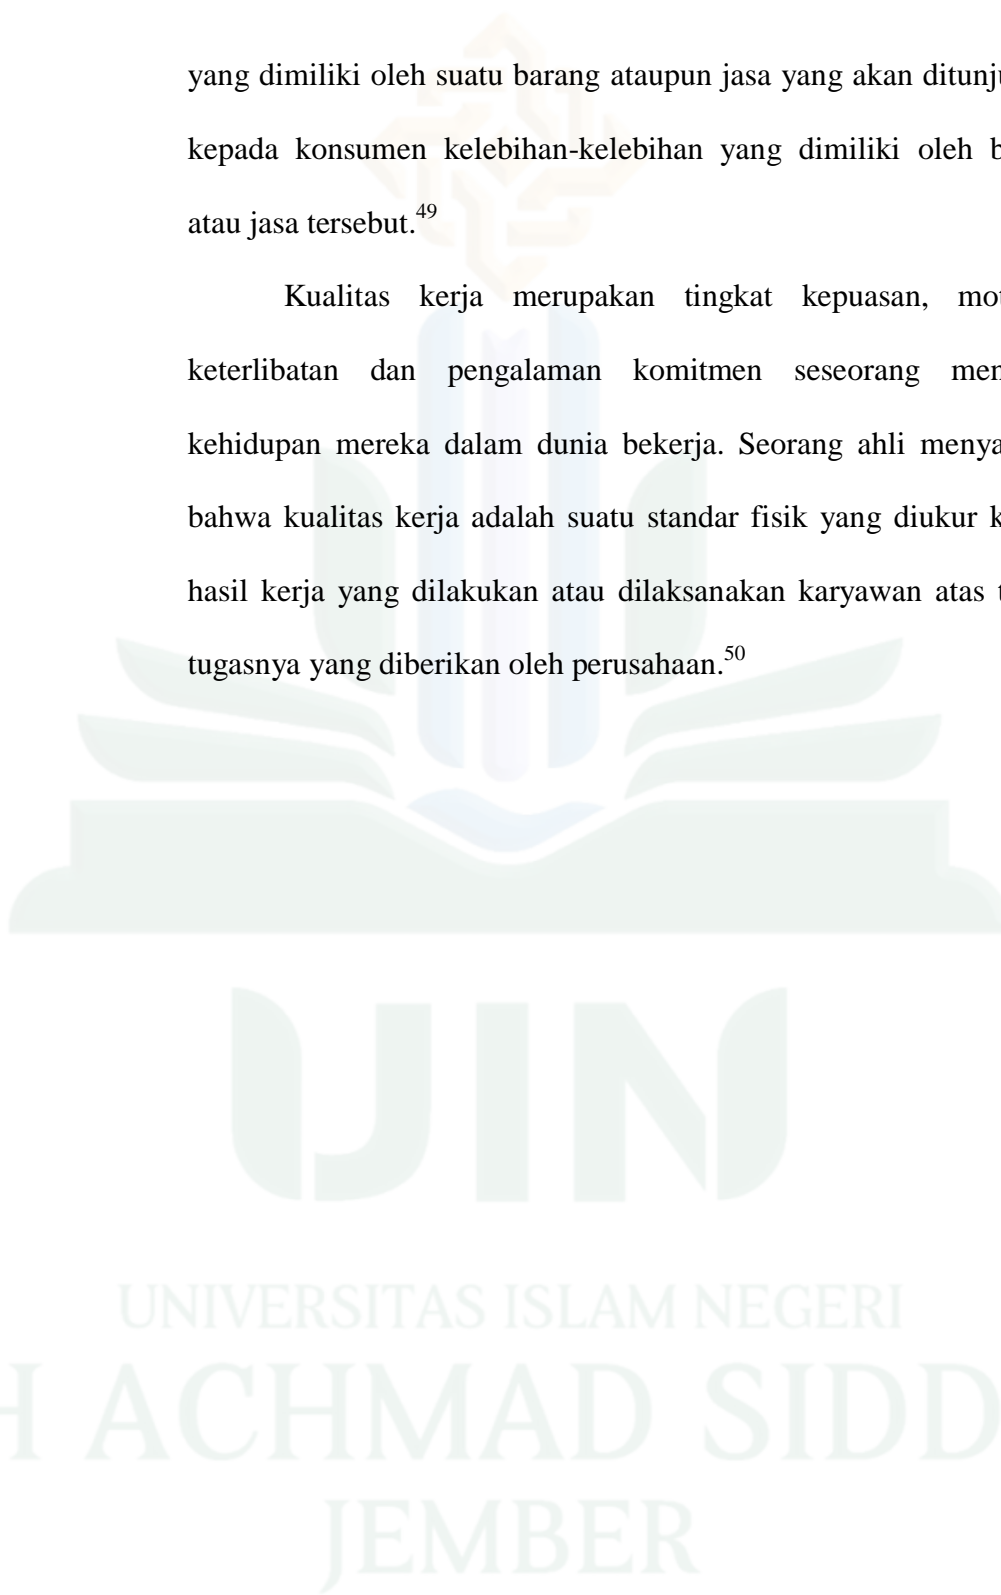 yang dimiliki oleh suatu barang ataupun jasa yang akan ditunju
kepada konsumen kelebihan-kelebihan yang dimiliki oleh b
atau jasa tersebut.49
Kualitas kerja merupakan tingkat kepuasan, mot
keterlibatan dan pengalaman komitmen seseorang men
kehidupan mereka dalam dunia bekerja. Seorang ahli menya
bahwa kualitas kerja adalah suatu standar fisik yang diukur k
hasil kerja yang dilakukan atau dilaksanakan karyawan atas t
tugasnya yang diberikan oleh perusahaan.50
UIN
UNIVERSITAS ISLAM NEGERI
H ACHMAD SIDD
JEMBER